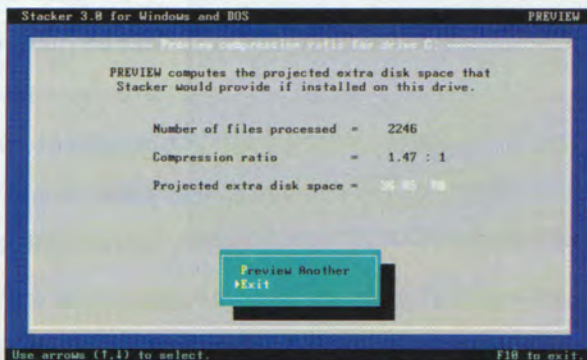 Stacker 3.0 for Windows and DOS PREVIEW
Preview compression ratio for drive
PREVIEW computes the projected extra disk space that
Stacker would provide if installed on this drive.
Number of files processed = 2246
Compression ratio = 1.47 : 1
Projected extra disk space =
Preview Another
▶Exit
Use arrows (↑,↓) to select. F10 to exit.